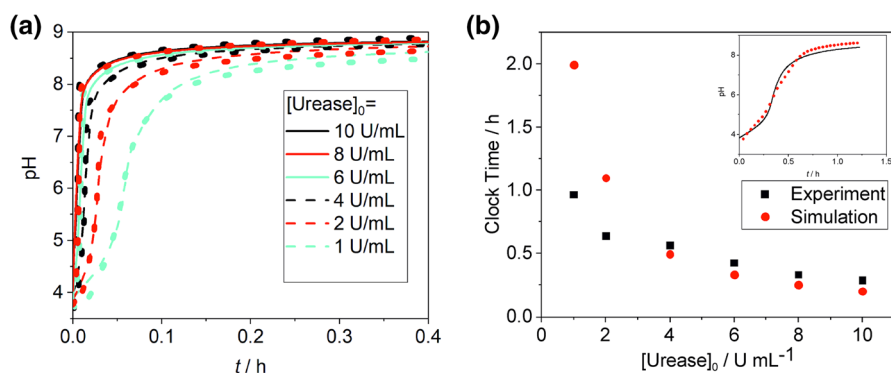 (a)
9
8
7
6
5
4
pH
0.0 0.1 0.2 0.3 0.4
t / h
[Urease]₀=
10 U/mL
8 U/mL
6 U/mL
4 U/mL
2 U/mL
1 U/mL
(b)
2.0
1.5
1.0
0.5
0.0
Clock Time / h
0 2 4 6 8 10
[Urease]₀ / U mL⁻¹
8
6
4
pH
0.0 0.5 1.0 1.5
t / h
Experiment
Simulation